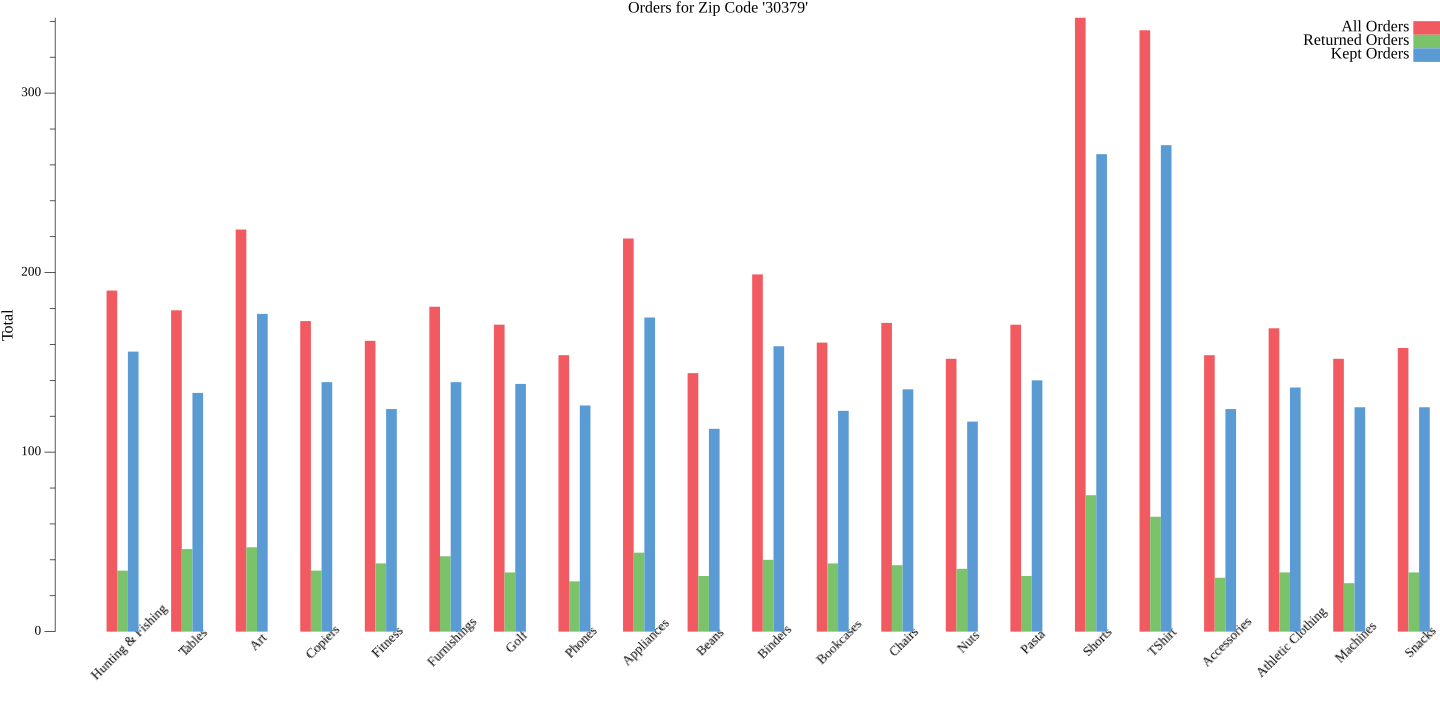 Orders for Zip Code '30379'
All Orders
Returned Orders
Kept Orders
Total
300
200
100
0
Hunting & Fishing
Tables
Art
Copiers
Fitness
Furnishings
Golf
Phones
Appliances
Beans
Binders
Bookcases
Chairs
Nuts
Pasta
Shorts
TShirt
Accessories
Athletic Clothing
Machines
Snacks